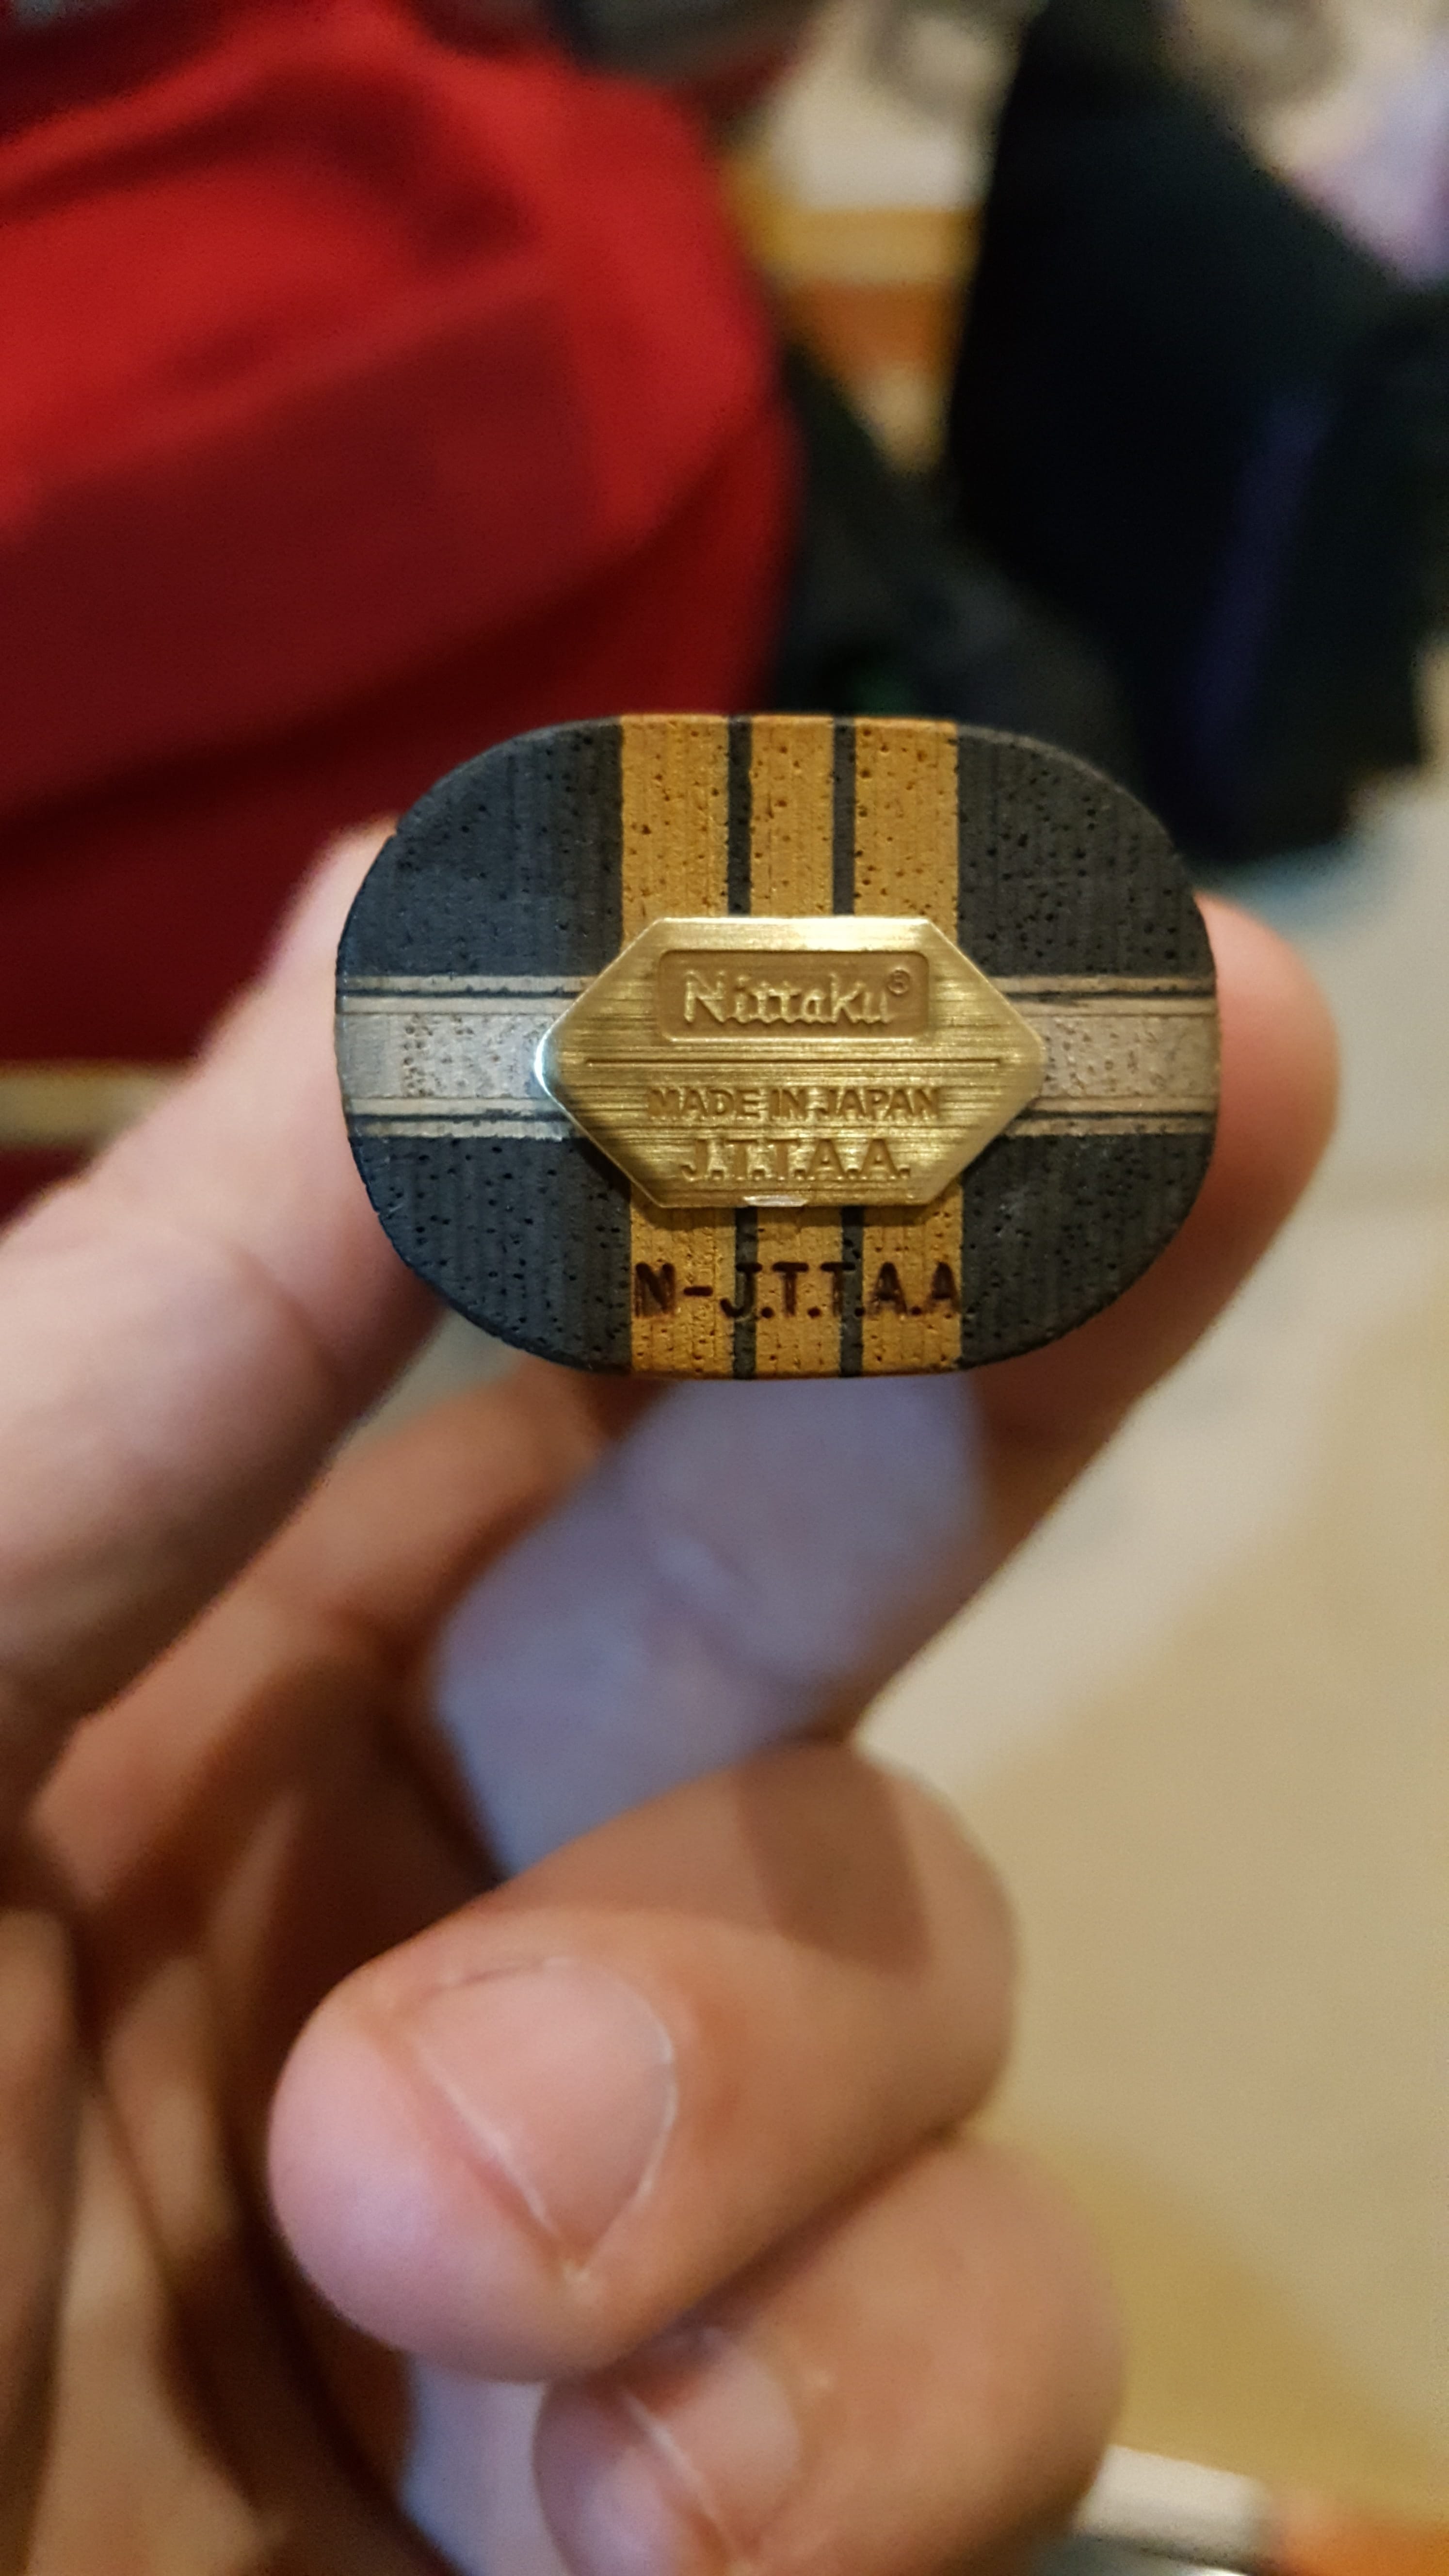 Nittaku®
MADE IN JAPAN
J.T.T.A.A.
N-J.T.T.A.A